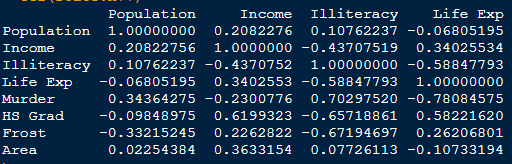 Population     Income Illiteracy    Life Exp
Population 1.00000000  0.2082276 0.10762237 -0.06805195
Income     0.20822756  1.0000000 -0.43707519 0.34025534
Illiteracy 0.10762237 -0.4370752 1.00000000 -0.58847793
Life Exp  -0.06805195  0.3402553 -0.58847793 1.00000000
Murder     0.34364275 -0.2300776 0.70297520 -0.78084575
HS Grad   -0.09848975  0.6199323 -0.65718861 0.58221620
Frost     -0.33215245  0.2262822 -0.67194697 0.26206801
Area       0.02254384  0.3633154 0.07726113 -0.10733194